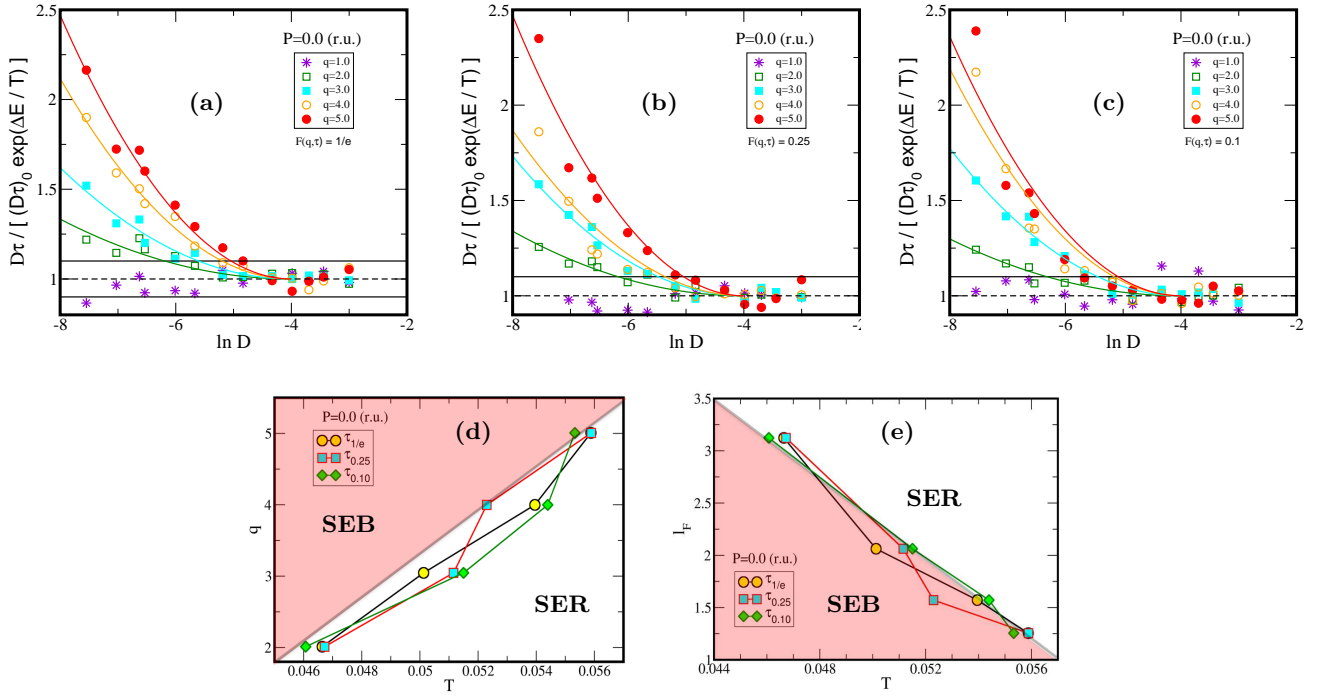 2.5
2
1.5
1
-8
-6
-4
-2
Dτ / [ (Dτ)0 exp(ΔE / T) ]
ln D
P=0.0 (r.u.)
q=1.0
q=2.0
q=3.0
q=4.0
q=5.0
F(q,τ) = 1/e
(a)
2.5
2
1.5
1
-8
-6
-4
-2
Dτ / [ (Dτ)0 exp(ΔE / T) ]
ln D
P=0.0 (r.u.)
q=1.0
q=2.0
q=3.0
q=4.0
q=5.0
F(q,τ) = 0.25
(b)
2.5
2
1.5
1
-8
-6
-4
-2
Dτ / [ (Dτ)0 exp(ΔE / T) ]
ln D
P=0.0 (r.u.)
q=1.0
q=2.0
q=3.0
q=4.0
q=5.0
F(q,τ) = 0.1
(c)
5
4
3
2
q
P=0.0 (r.u.)
τ1/e
τ0.25
τ0.10
(d)
SEB
SER
0.046
0.048
0.05
0.052
0.054
0.056
T
3.5
3
2.5
2
1.5
1
lF
(e)
SER
P=0.0 (r.u.)
τ1/e
τ0.25
τ0.10
SEB
0.044
0.048
0.052
0.056
T